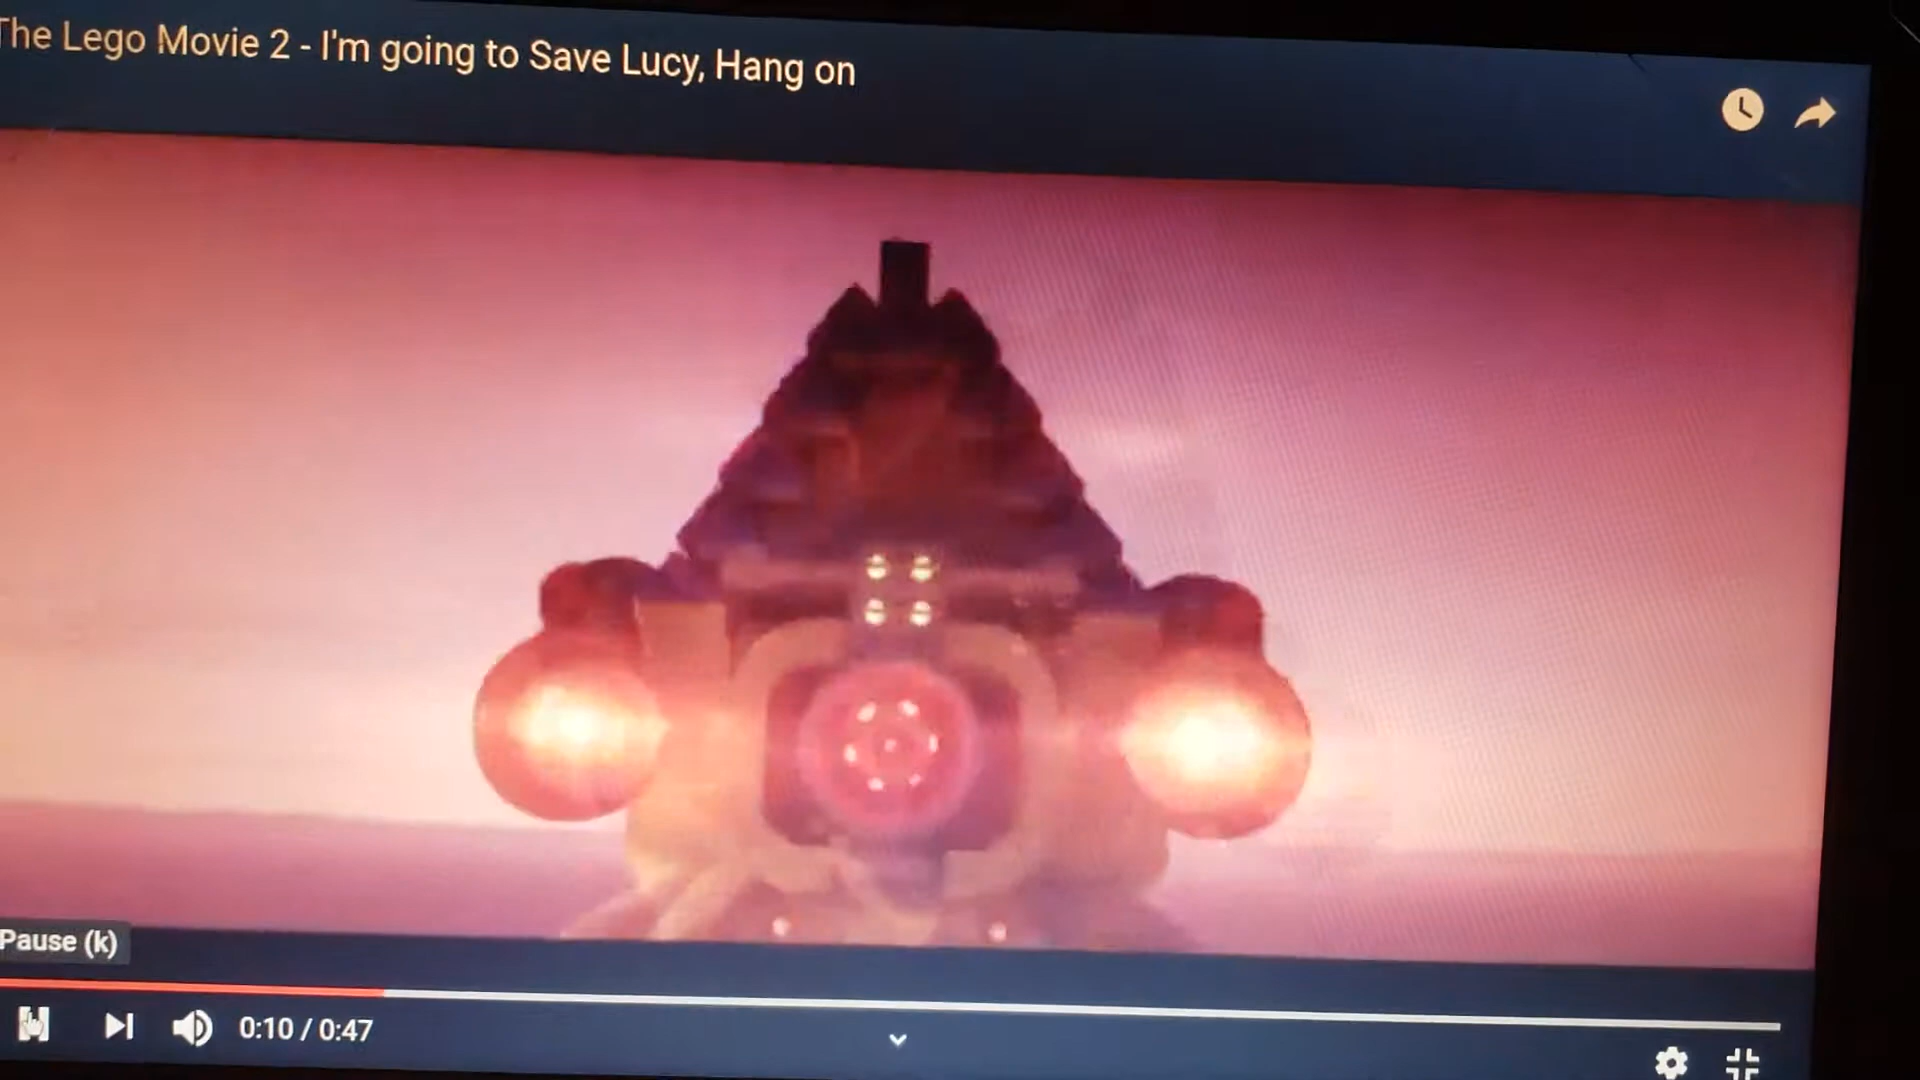 The Lego Movie 2 - I'm going to Save Lucy, Hang on
Pause (k)
0:10 / 0:47